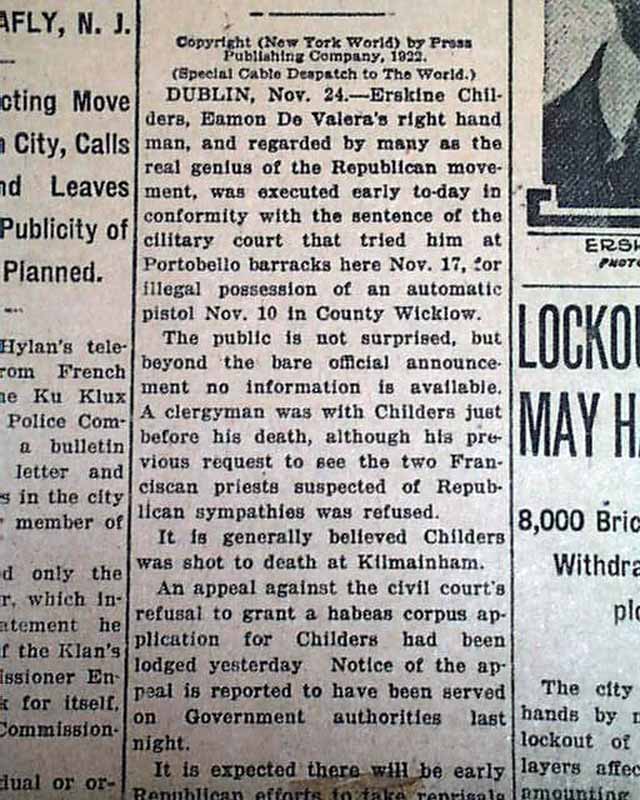 AFLY, N. J.
cting Move
City, Calls
nd Leaves
Publicity of
Planned.
Hylan's tele-
rom French
he Ku Klux
Police Com-
a bulletin
letter and
s in the city
member of
d only the
r, which in-
atement he
f the Klan's
issioner En-
k for itself,
Commission-
dual or or-
Copyright (New York World) by Press
Publishing Company, 1922.
(Special Cable Despatch to The World.)
DUBLIN, Nov. 24.—Erskine Chil-
ders, Eamon De Valera's right hand
man, and regarded by many as the
real genius of the Republican move-
ment, was executed early to-day in
conformity with the sentence of the
cilitary court that tried him at
Portobello barracks here Nov. 17, for
illegal possession of an automatic
pistol Nov. 10 in County Wicklow.
The public is not surprised, but
beyond the bare official announce-
ment no information is available.
A clergyman was with Childers just
before his death, although his pre-
vious request to see the two Fran-
ciscan priests suspected of Repub-
lican sympathies was refused.
It is generally believed Childers
was shot to death at Kilmainham.
An appeal against the civil court's
refusal to grant a habeas corpus ap-
plication for Childers had been
lodged yesterday Notice of the ap-
peal is reported to have been served
on Government authorities last
night.
It is expected there will be early
Republican efforts to take reprisals
ERSK
PHOTO
LOCKOU
MAY HA
8,000 Bric
Withdra
plo
The city
hands by
lockout of
layers affec
amounting